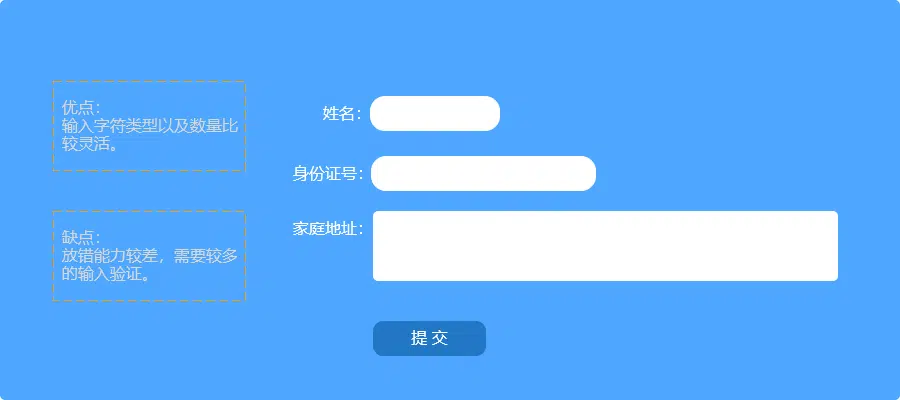 优点：
输入字符类型以及数量比
较灵活。
缺点：
放错能力较差，需要较多
的输入验证。
姓名：
身份证号：
家庭地址：
提 交